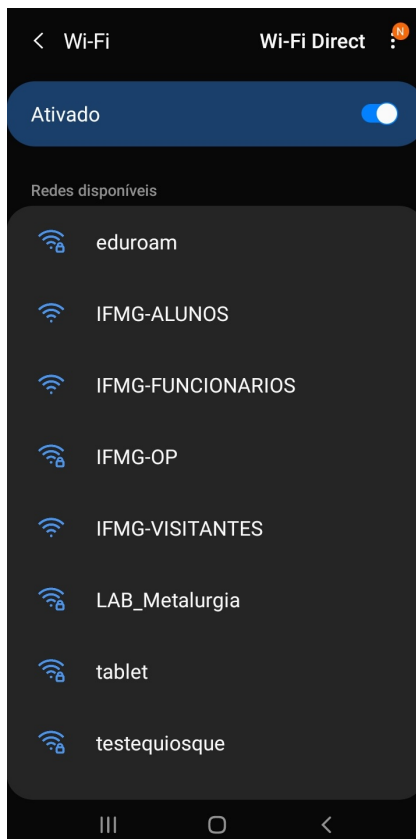 Wi-Fi Wi-Fi Direct N
Ativado
Redes disponíveis
eduroam
IFMG-ALUNOS
IFMG-FUNCIONARIOS
IFMG-OP
IFMG-VISITANTES
LAB_Metalurgia
tablet
testequiosque